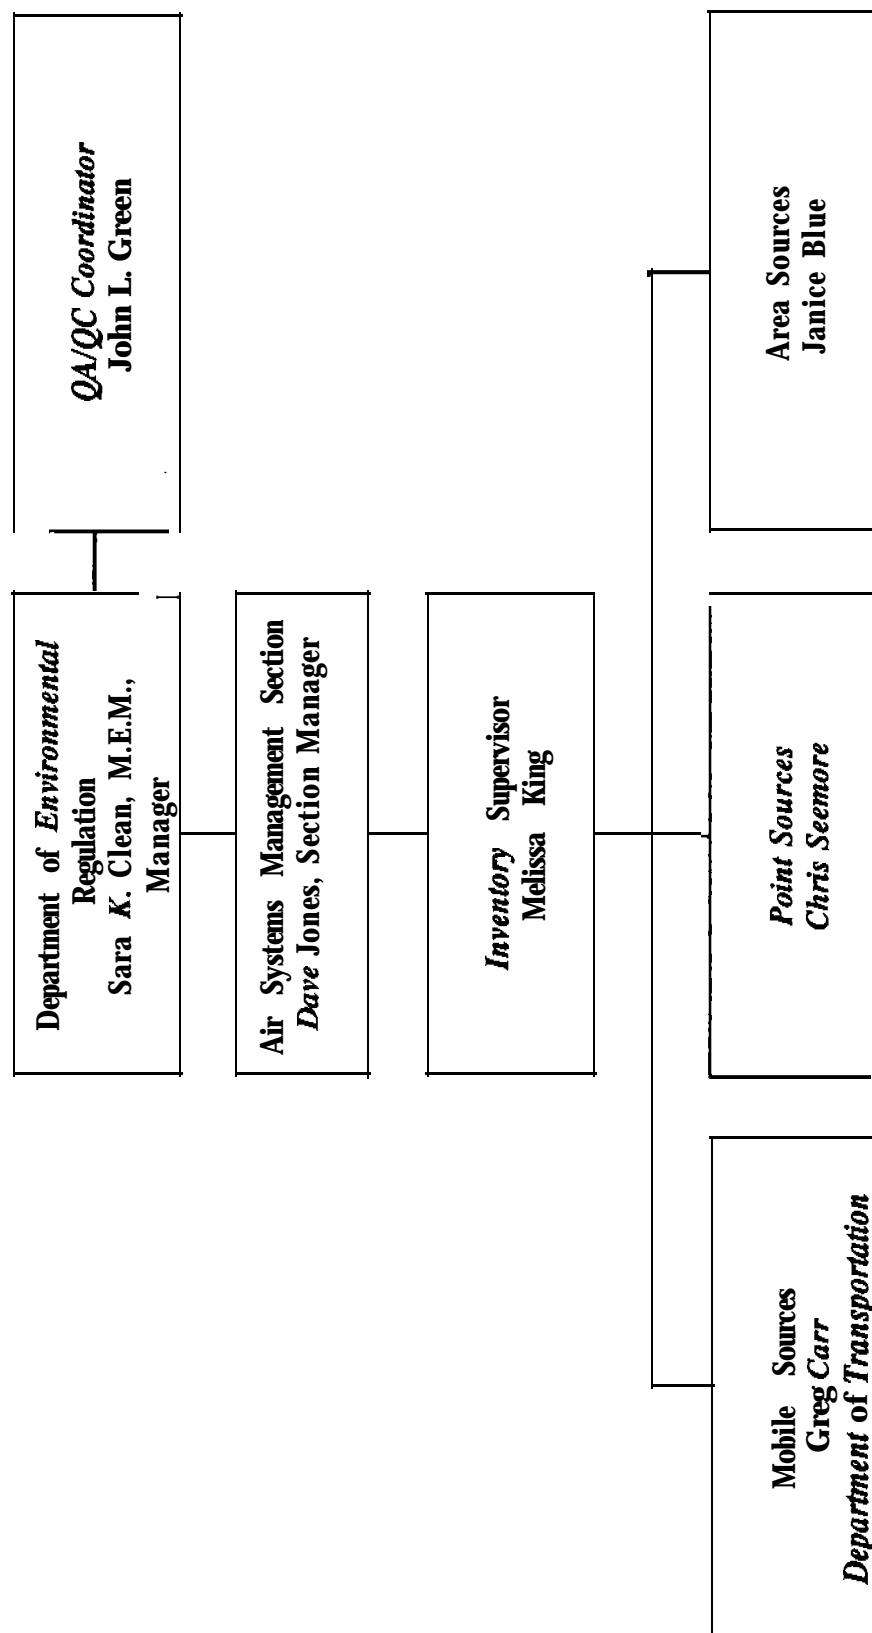 Department of Environmental
Regulation
Sara K. Clean, M.E.M.,
Manager
QA/QC Coordinator
John L. Green
Air Systems Management Section
Dave Jones, Section Manager
Inventory Supervisor
Melissa King
Mobile Sources
Greg Carr
Department of Transportation
Point Sources
Chris Seemore
Area Sources
Janice Blue